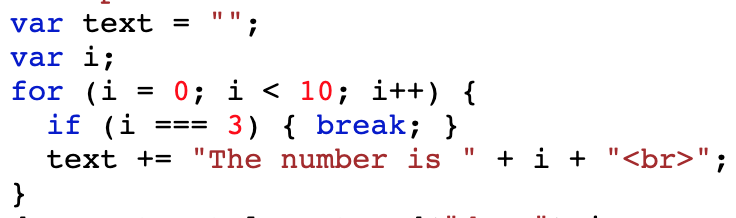 var text = "";
var i;
for (i = 0; i < 10; i++) {
  if (i === 3) { break; }
  text += "The number is " + i + "<br>";
}